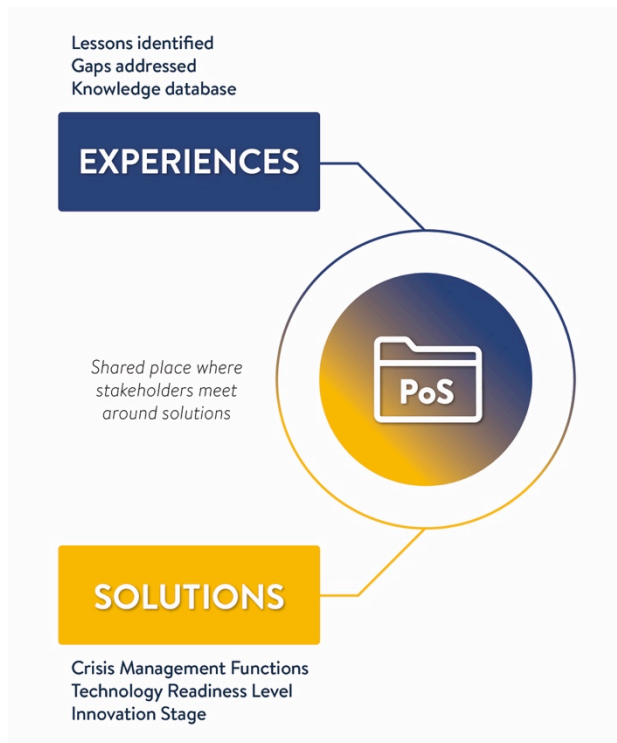 Lessons identified
Gaps addressed
Knowledge database
EXPERIENCES
Shared place where
stakeholders meet
around solutions
PoS
SOLUTIONS
Crisis Management Functions
Technology Readiness Level
Innovation Stage